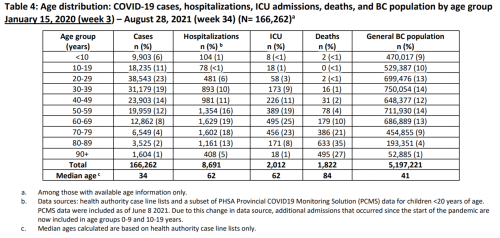 Table 4: Age distribution: COVID-19 cases, hospitalizations, ICU admissions, deaths, and BC population by age group
January 15, 2020 (week 3) – August 28, 2021 (week 34) (N= 166,262)ᵃ
Age group (years) Cases n (%) Hospitalizations n (%) ᵇ ICU n (%) Deaths n (%) General BC population n (%)
<10 9,903 (6) 104 (1) 8 (<1) 2 (<1) 470,017 (9)
10-19 18,235 (11) 78 (<1) 18 (1) 0 (<1) 529,387 (10)
20-29 38,543 (23) 481 (6) 58 (3) 2 (<1) 699,476 (13)
30-39 31,179 (19) 893 (10) 173 (9) 16 (1) 750,054 (14)
40-49 23,903 (14) 981 (11) 226 (11) 31 (2) 648,377 (12)
50-59 19,959 (12) 1,354 (16) 389 (19) 78 (4) 711,930 (14)
60-69 12,862 (8) 1,629 (19) 495 (25) 179 (10) 686,889 (13)
70-79 6,549 (4) 1,602 (18) 456 (23) 386 (21) 454,855 (9)
80-89 3,525 (2) 1,161 (13) 171 (8) 633 (35) 193,351 (4)
90+ 1,604 (1) 408 (5) 18 (1) 495 (27) 52,885 (1)
Total 166,262 8,691 2,012 1,822 5,197,221
Median age ᶜ 34 62 62 84 41
a. Among those with available age information only.
b. Data sources: health authority case line lists and a subset of PHSA Provincial COVID19 Monitoring Solution (PCMS) data for children <20 years of age.
PCMS data were included as of June 8 2021. Due to this change in data source, additional admissions that occurred since the start of the pandemic are
now included in age groups 0-9 and 10-19 years.
c. Median ages calculated are based on health authority case line lists only.